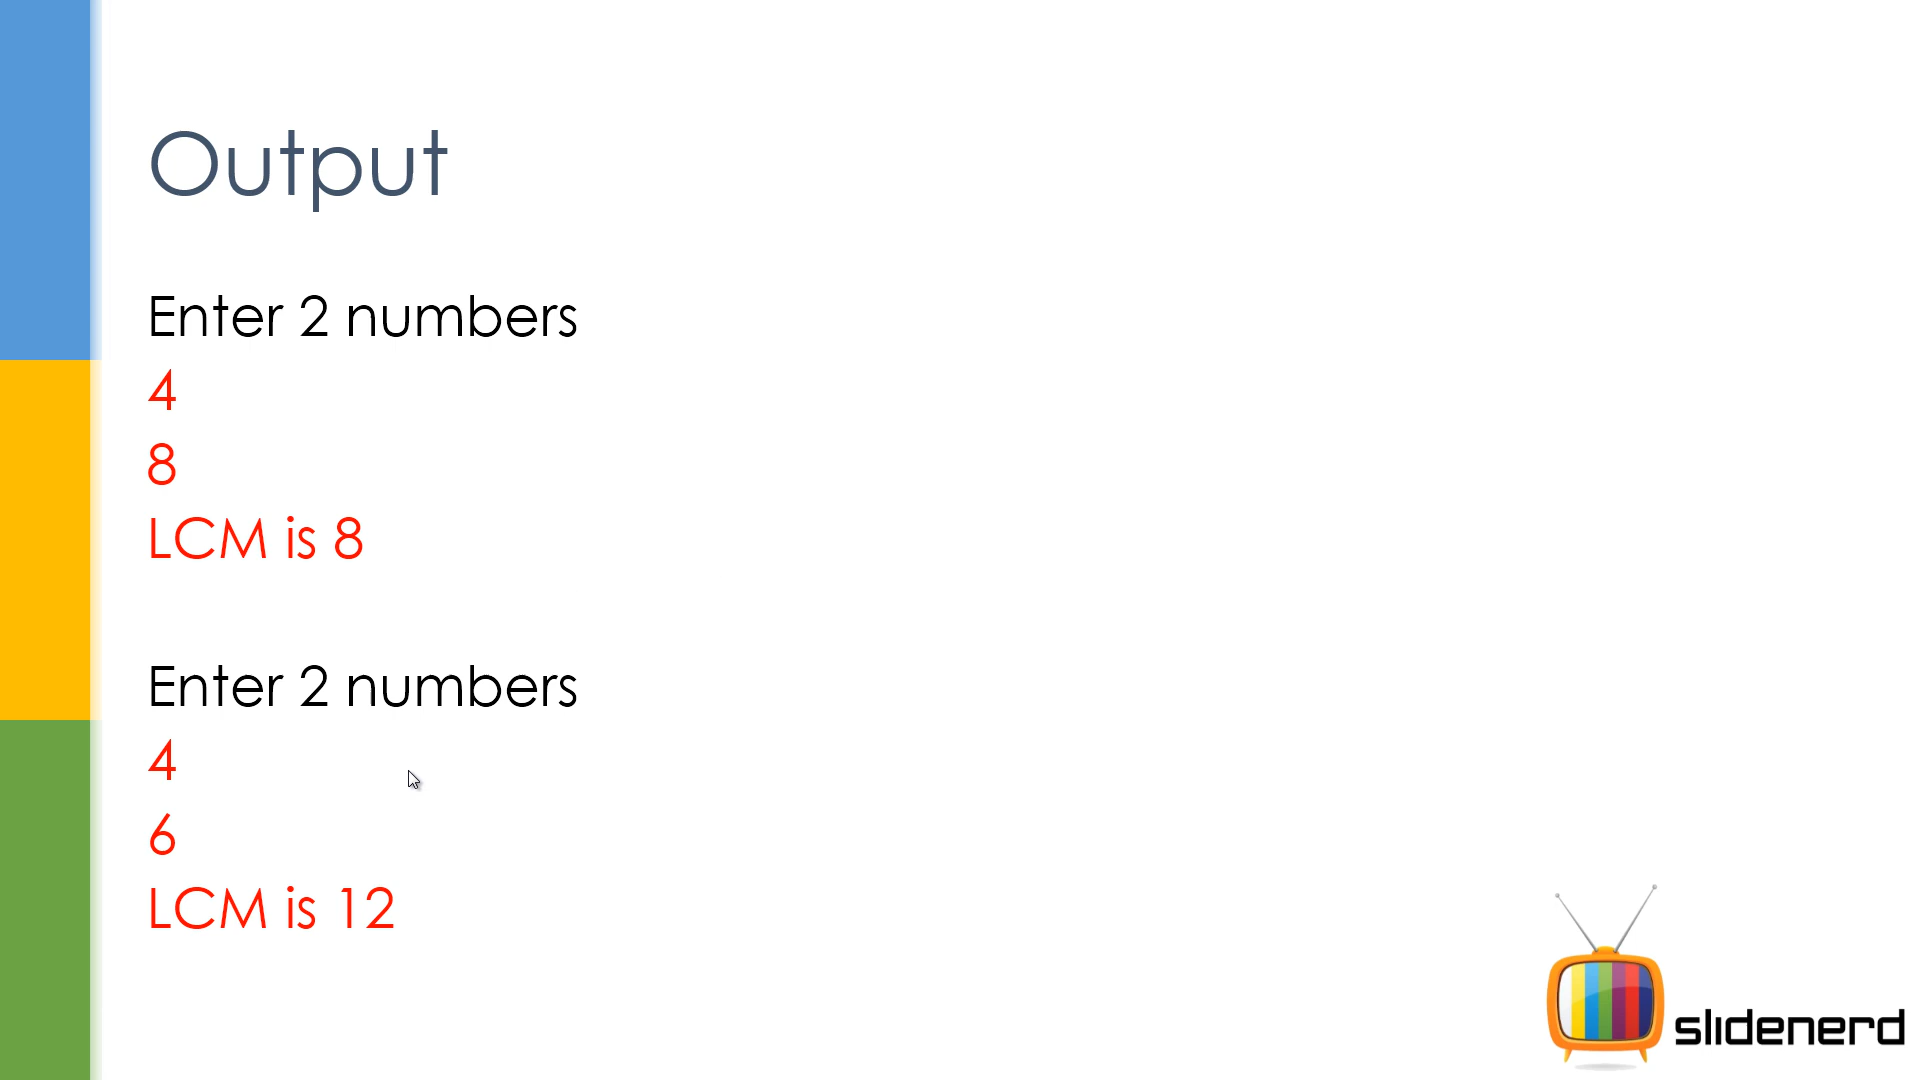 Output
Enter 2 numbers
4
8
LCM is 8
Enter 2 numbers
4
6
LCM is 12
slidenerd